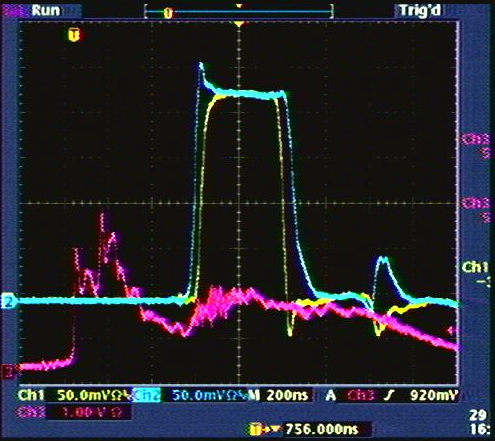 Run Trig'd
T
T
Ch3
Ch3
Ch1
2
3
Ch1 50.0mVΩ Ch2 50.0mVΩ M 200ns A Ch3 ƒ 920mV
Ch3 1.00 V Ω
29
T 756.000ns 16: